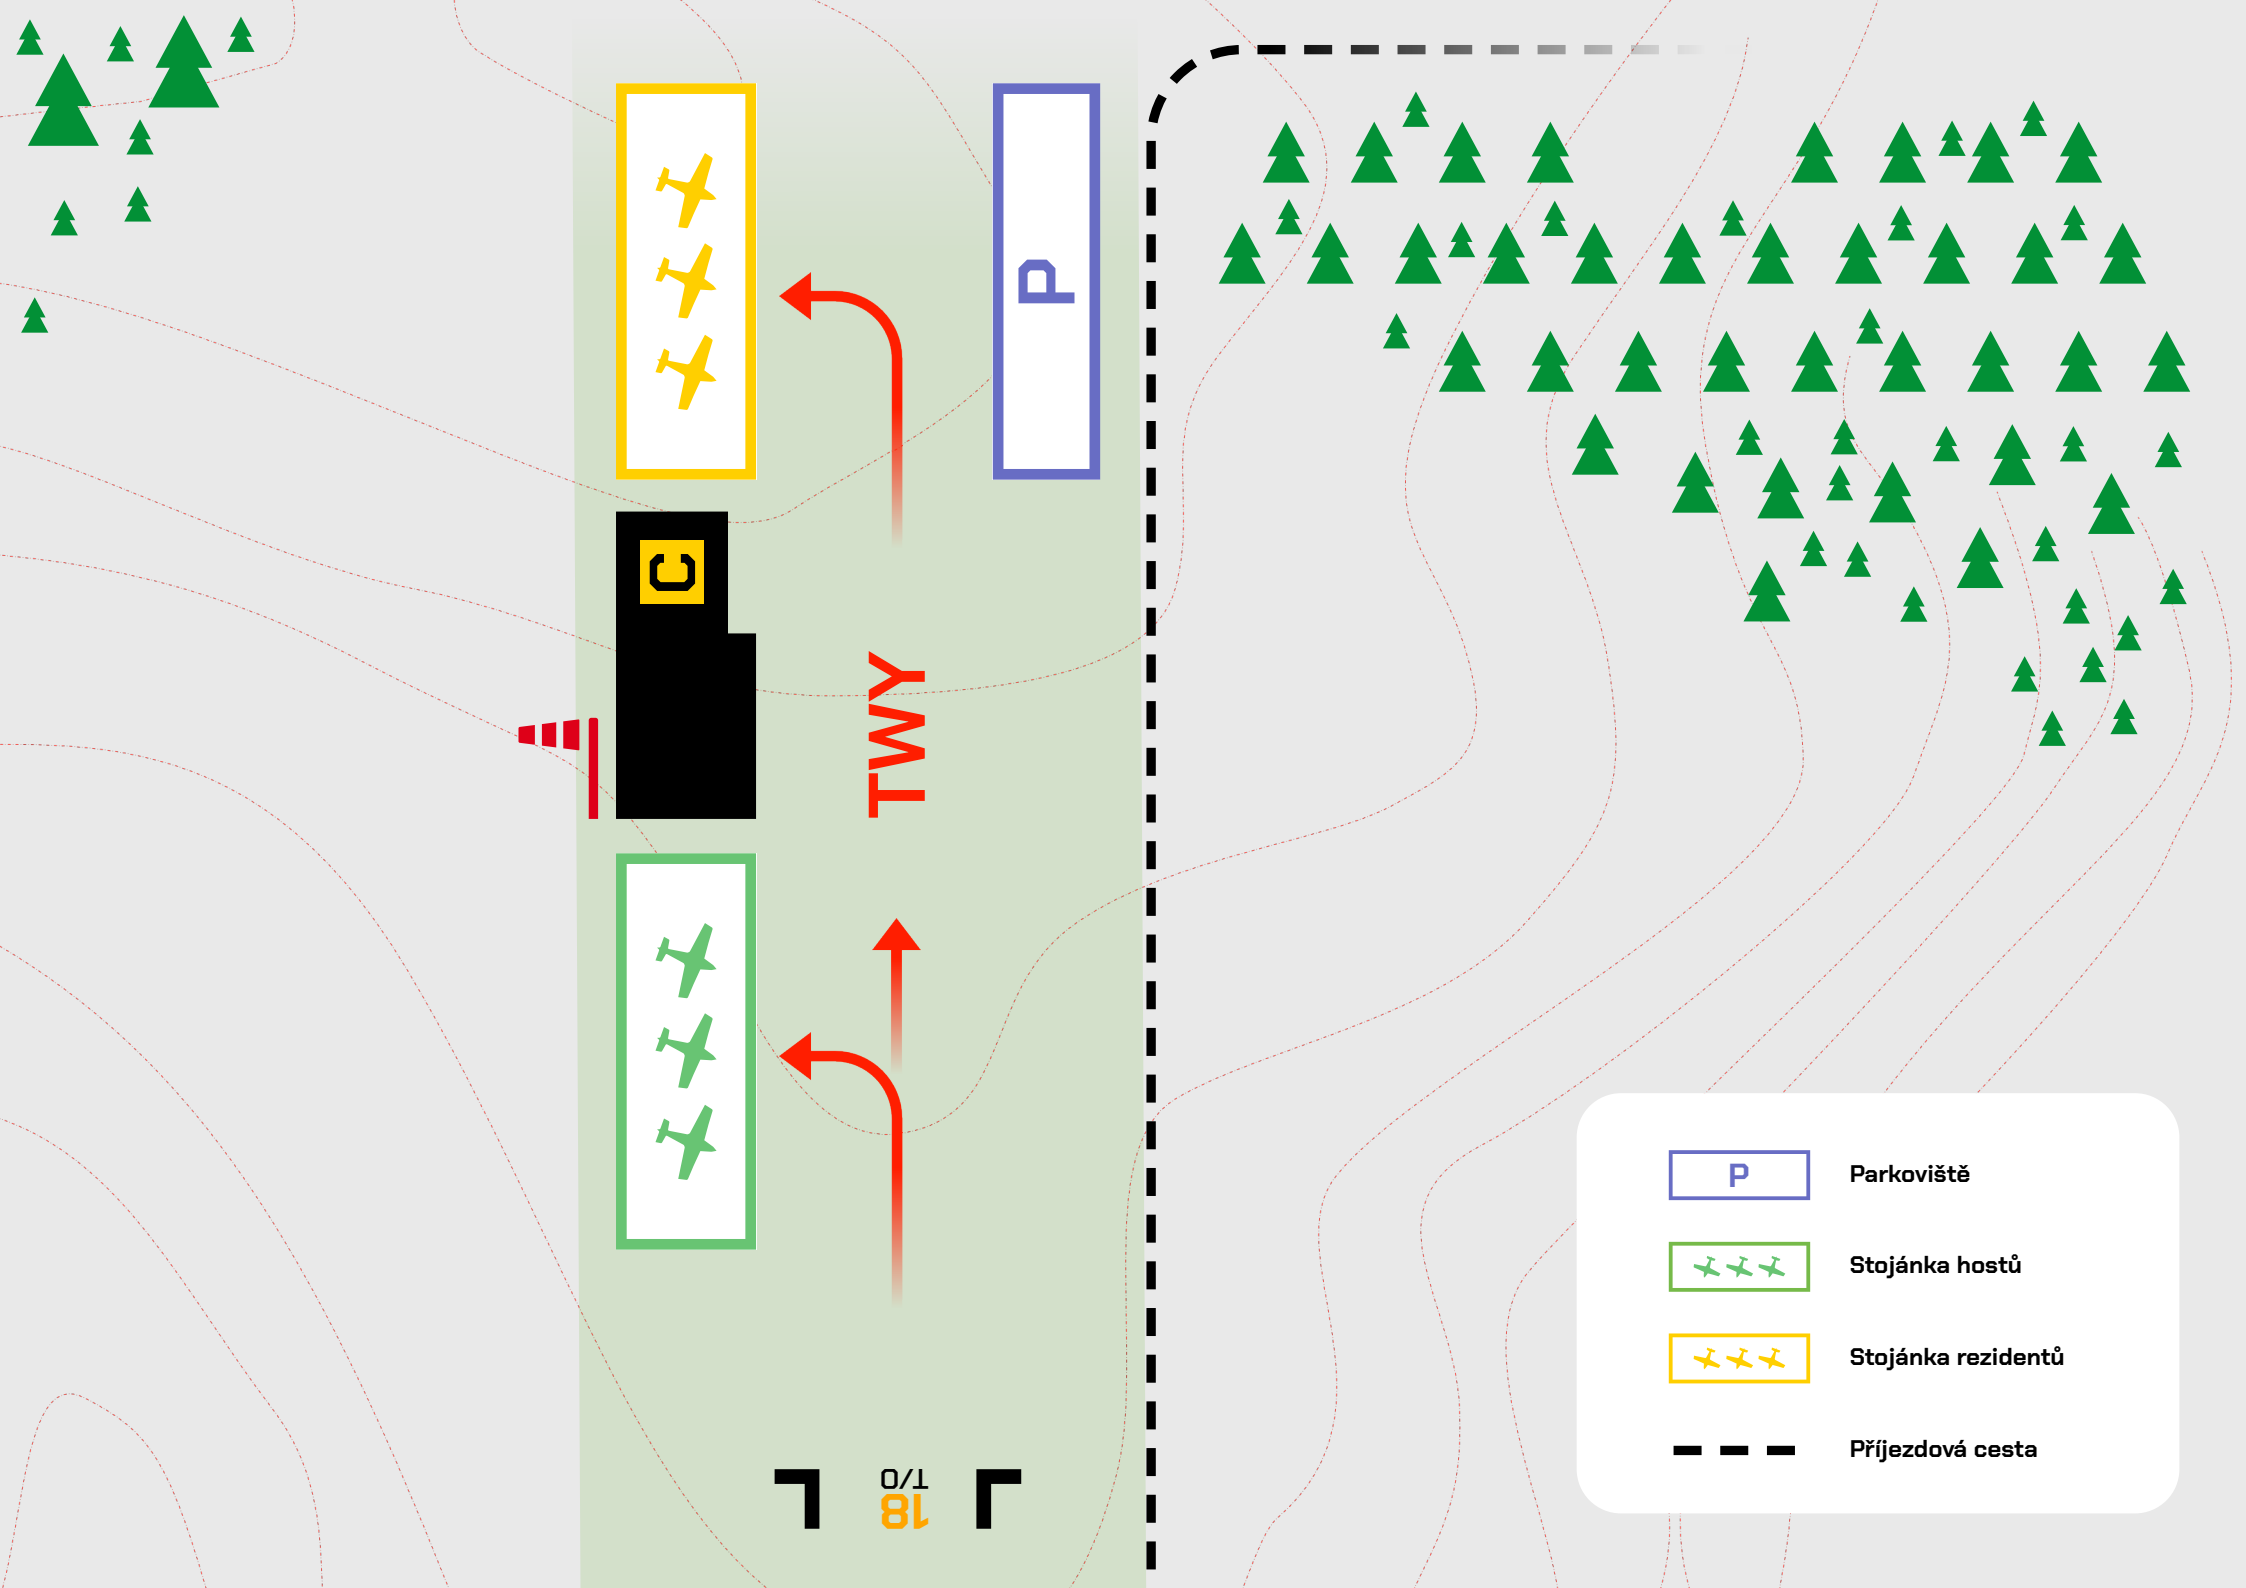 P
C
TWY
T/O
18
P
Parkoviště
Stojánka hostů
Stojánka rezidentů
Příjezdová cesta